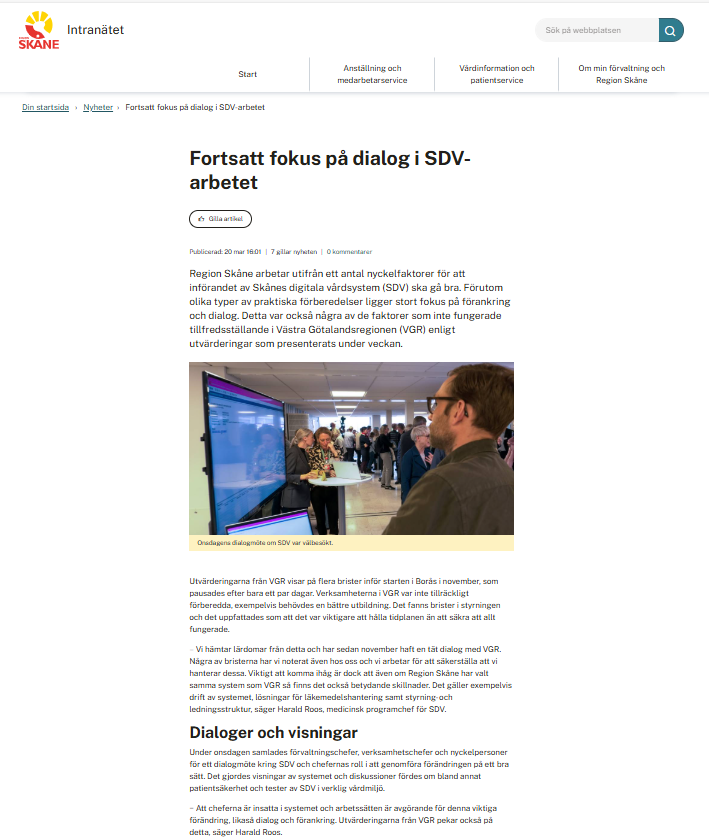 REGION
SKÅNE
Intranätet
Sök på webbplatsen
Start
Anställning och
medarbetarservice
Vårdinformation och
patientservice
Om min förvaltning och
Region Skåne
Din startsida › Nyheter › Fortsatt fokus på dialog i SDV-arbetet
Fortsatt fokus på dialog i SDV-
arbetet
Gilla artikel
Publicerad: 20 mar 16:01 | 7 gillar nyheten | 0 kommentarer
Region Skåne arbetar utifrån ett antal nyckelfaktorer för att
införandet av Skånes digitala vårdsystem (SDV) ska gå bra. Förutom
olika typer av praktiska förberedelser ligger stort fokus på förankring
och dialog. Detta var också några av de faktorer som inte fungerade
tillfredsställande i Västra Götalandsregionen (VGR) enligt
utvärderingar som presenterats under veckan.
Onsdagens dialogmöte om SDV var välbesökt.
Utvärderingarna från VGR visar på flera brister inför starten i Borås i november, som
pausades efter bara ett par dagar. Verksamheterna i VGR var inte tillräckligt
förberedda, exempelvis behövdes en bättre utbildning. Det fanns brister i styrningen
och det uppfattades som att det var viktigare att hålla tidplanen än att säkra att allt
fungerade.
– Vi hämtar lärdomar från detta och har sedan november haft en tät dialog med VGR.
Några av bristerna har vi noterat även hos oss och vi arbetar för att säkerställa att vi
hanterar dessa. Viktigt att komma ihåg är dock att även om Region Skåne har valt
samma system som VGR så finns det också betydande skillnader. Det gäller exempelvis
drift av systemet, lösningar för läkemedelshantering samt styrning-och
ledningsstruktur, säger Harald Roos, medicinsk programchef för SDV.
Dialoger och visningar
Under onsdagen samlades förvaltningschefer, verksamhetschefer och nyckelpersoner
för ett dialogmöte kring SDV och chefernas roll i att genomföra förändringen på ett bra
sätt. Det gjordes visningar av systemet och diskussioner fördes om bland annat
patientsäkerhet och tester av SDV i verklig vårdmiljö.
– Att cheferna är insatta i systemet och arbetssätten är avgörande för denna viktiga
förändring, likaså dialog och förankring. Utvärderingarna från VGR pekar också på
detta, säger Harald Roos.